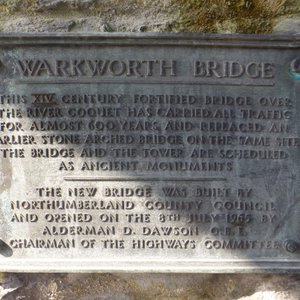 WARKWORTH BRIDGE
THIS XIV CENTURY FORTIFIED BRIDGE OVER
THE RIVER COQUET HAS CARRIED ALL TRAFFIC
FOR ALMOST 600 YEARS AND REPLACED AN
EARLIER STONE ARCHED BRIDGE ON THE SAME SITE
THE BRIDGE AND THE TOWER ARE SCHEDULED
AS ANCIENT MONUMENTS
THE NEW BRIDGE WAS BUILT BY
NORTHUMBERLAND COUNTY COUNCIL
AND OPENED ON THE 8TH JULY 1965 BY
ALDERMAN D. DAWSON O.B.E.
CHAIRMAN OF THE HIGHWAYS COMMITTEE